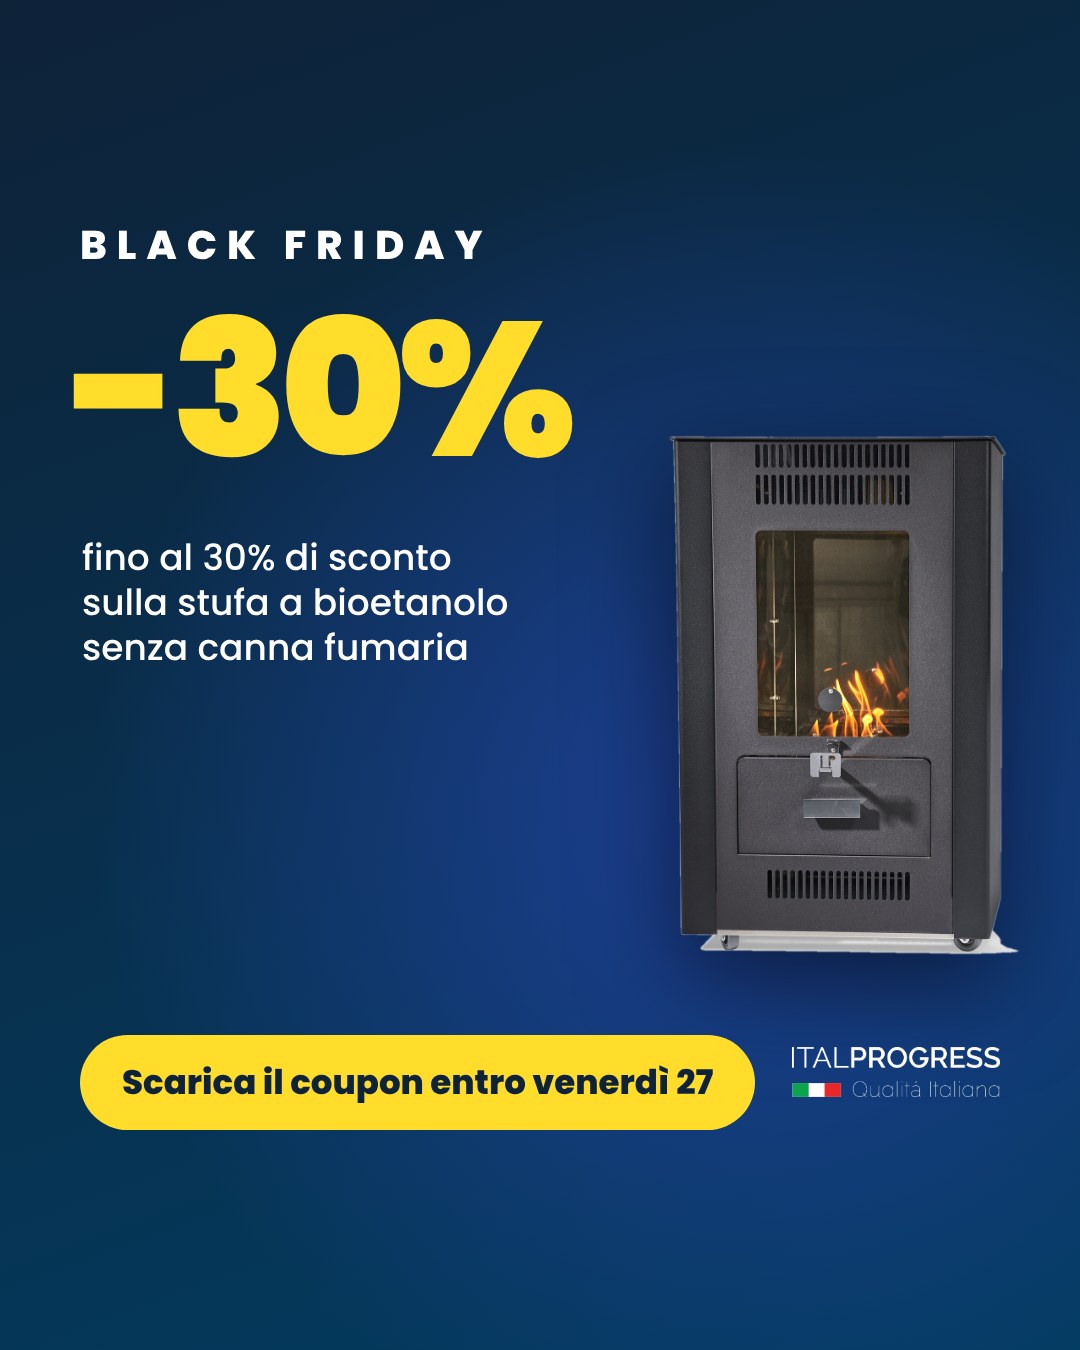 BLACK FRIDAY
-30%
fino al 30% di sconto
sulla stufa a bioetanolo
senza canna fumaria
Scarica il coupon entro venerdì 27
ITALPROGRESS
Qualitá Italiana